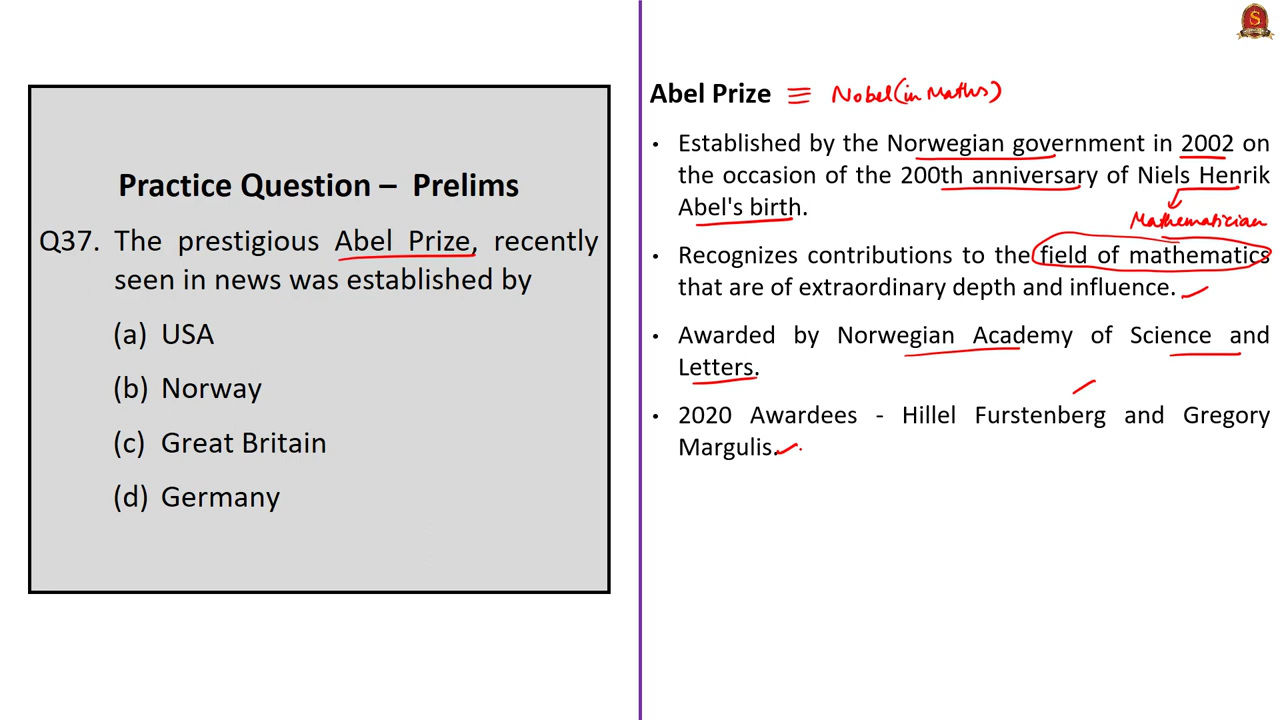 Practice Question – Prelims
Q37. The prestigious Abel Prize, recently
seen in news was established by
(a) USA
(b) Norway
(c) Great Britain
(d) Germany
S
Abel Prize ≡ Nobel (in Maths)
• Established by the Norwegian government in 2002 on
the occasion of the 200th anniversary of Niels Henrik
Abel's birth.
Mathematician
• Recognizes contributions to the field of mathematics
that are of extraordinary depth and influence.
• Awarded by Norwegian Academy of Science and
Letters.
• 2020 Awardees - Hillel Furstenberg and Gregory
Margulis.